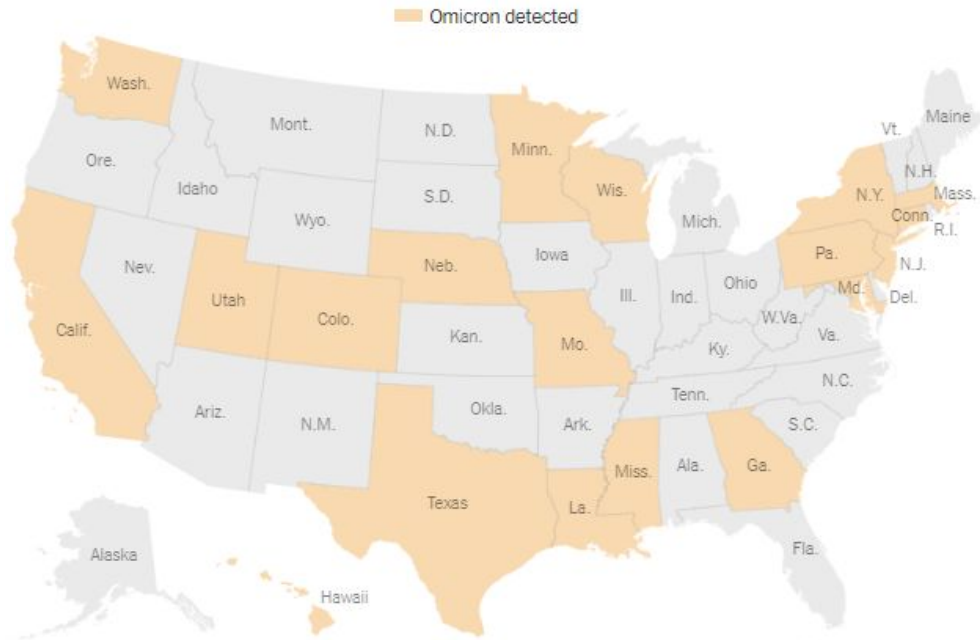 Omicron detected
Wash.
Mont.
N.D.
Minn.
Vt.
Maine
Ore.
Idaho
S.D.
Wis.
Mich.
N.Y.
N.H.
Mass.
Wyo.
Conn.
R.I.
Nev.
Neb.
Iowa
Pa.
N.J.
Utah
Colo.
Ill.
Ind.
Ohio
Md.
Del.
Calif.
Kan.
Mo.
W.Va.
Va.
Ky.
Ariz.
N.M.
Okla.
Ark.
Tenn.
N.C.
S.C.
Texas
La.
Miss.
Ala.
Ga.
Alaska
Hawaii
Fla.